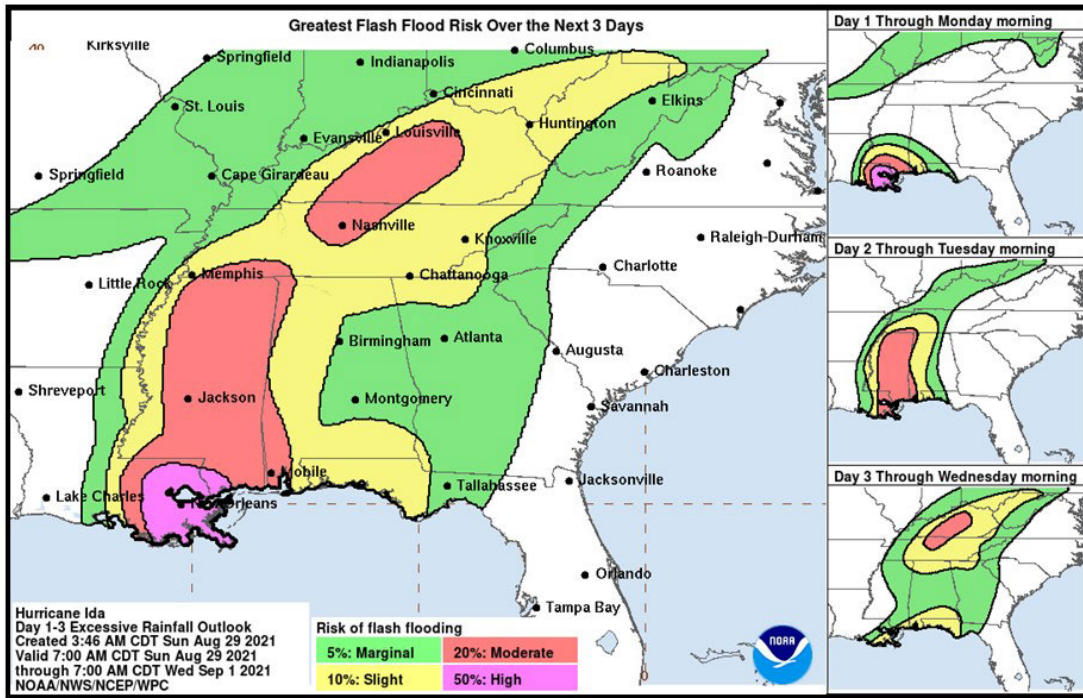 Greatest Flash Flood Risk Over the Next 3 Days
40
Kirksville
Springfield
Columbus
Indianapolis
St. Louis
Cincinnati
Elkins
Evansville
Louisville
Huntington
Springfield
Cape Girardeau
Roanoke
Nashville
Knoxville
Raleigh-Durham
Memphis
Chattanooga
Charlotte
Little Rock
Birmingham
Atlanta
Augusta
Shreveport
Jackson
Montgomery
Charleston
Savannah
Mobile
Tallahassee
Jacksonville
Lake Charles
New Orleans
Orlando
Tampa Bay
Hurricane Ida
Day 1-3 Excessive Rainfall Outlook
Created 3:46 AM CDT Sun Aug 29 2021
Valid 7:00 AM CDT Sun Aug 29 2021
through 7:00 AM CDT Wed Sep 1 2021
NOAA/NWS/NCEP/WPC
Risk of flash flooding
5%: Marginal
20%: Moderate
10%: Slight
50%: High
NOAA
Day 1 Through Monday morning
Day 2 Through Tuesday morning
Day 3 Through Wednesday morning